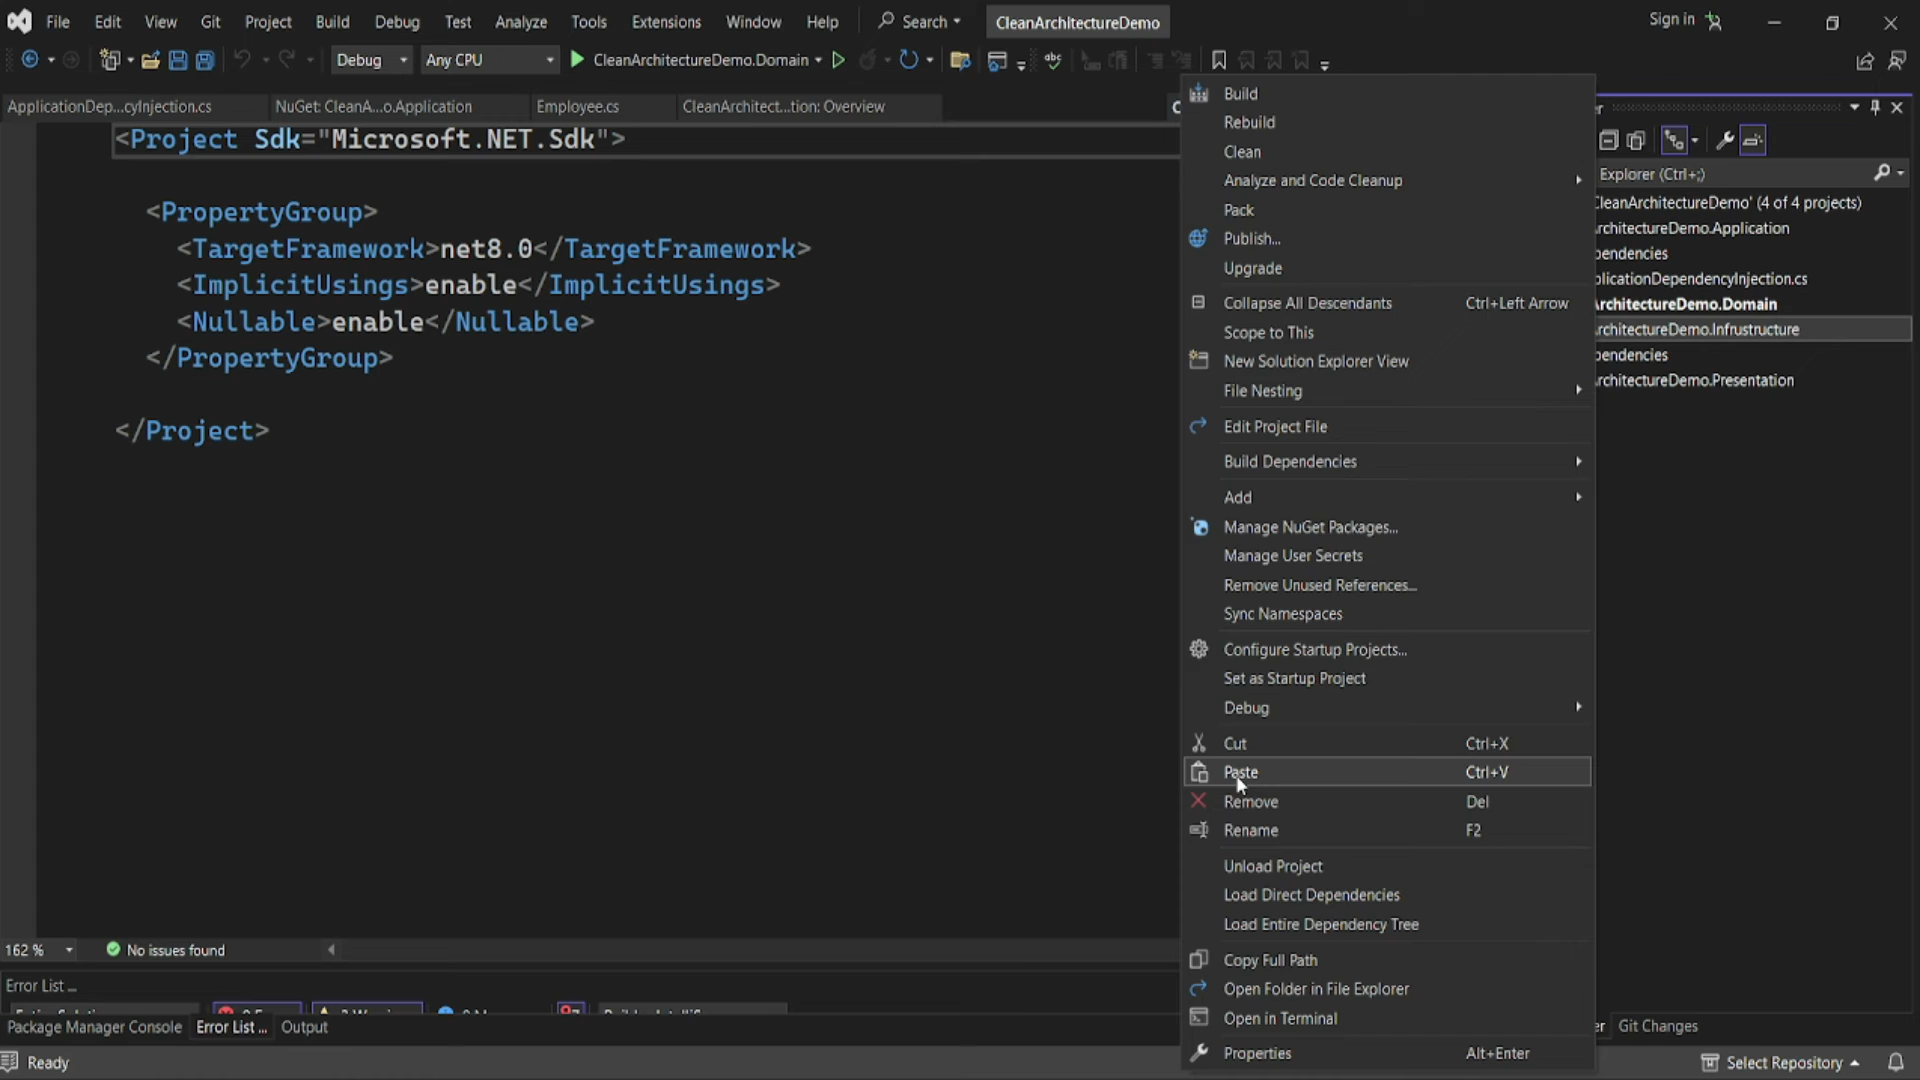 File Edit View Git Project Build Debug Test Analyze Tools Extensions Window Help Search CleanArchitectureDemo Sign in
Debug Any CPU CleanArchitectureDemo.Domain
ApplicationDep...cyInjection.cs NuGet: CleanA...o.Application Employee.cs CleanArchitect...tion: Overview
<Project Sdk="Microsoft.NET.Sdk">
<PropertyGroup>
<TargetFramework>net8.0</TargetFramework>
<ImplicitUsings>enable</ImplicitUsings>
<Nullable>enable</Nullable>
</PropertyGroup>
</Project>
Build
Rebuild
Clean
Analyze and Code Cleanup
Pack
Publish...
Upgrade
Collapse All Descendants Ctrl+Left Arrow
Scope to This
New Solution Explorer View
File Nesting
Edit Project File
Build Dependencies
Add
Manage NuGet Packages...
Manage User Secrets
Remove Unused References...
Sync Namespaces
Configure Startup Projects...
Set as Startup Project
Debug
Cut Ctrl+X
Paste Ctrl+V
Remove Del
Rename F2
Unload Project
Load Direct Dependencies
Load Entire Dependency Tree
Copy Full Path
Open Folder in File Explorer
Open in Terminal
Properties Alt+Enter
Explorer (Ctrl+;)
CleanArchitectureDemo' (4 of 4 projects)
ArchitectureDemo.Application
pendencies
plicationDependencyInjection.cs
ArchitectureDemo.Domain
rchitectureDemo.Infrustructure
pendencies
rchitectureDemo.Presentation
162 % No issues found
Error List ...
Package Manager Console Error List ... Output
er Git Changes
Ready Select Repository